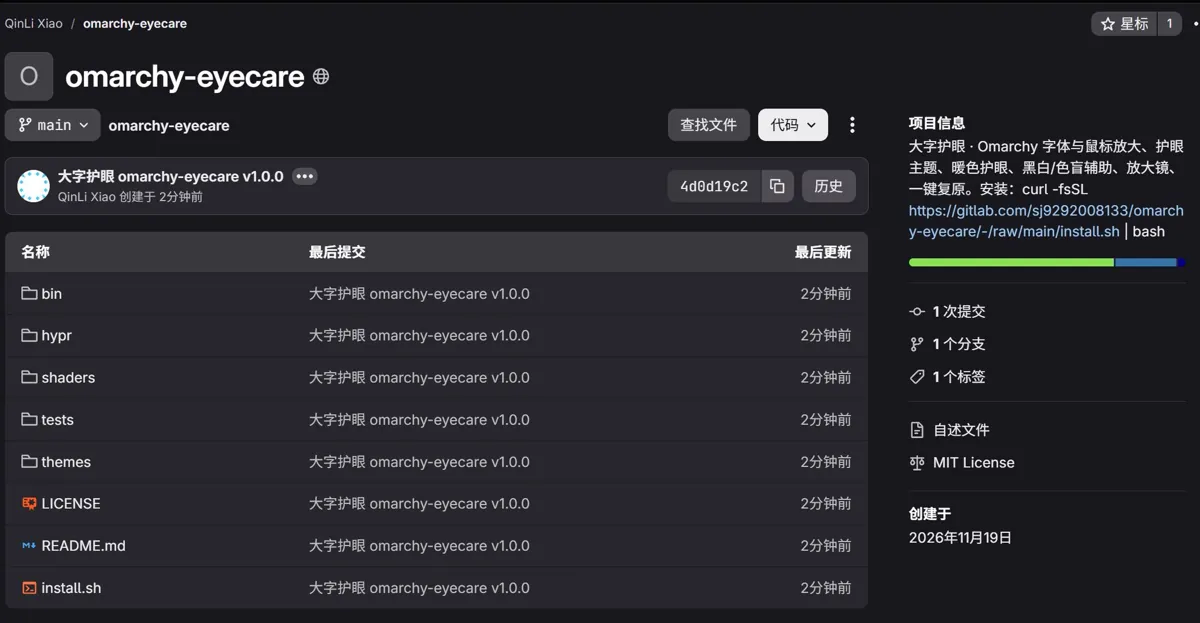 QinLi Xiao / omarchy-eyecare
星标 1
O omarchy-eyecare
main omarchy-eyecare
查找文件 代码
大字护眼 omarchy-eyecare v1.0.0
QinLi Xiao 创建于 2分钟前
4d0d19c2 历史
名称 最后提交 最后更新
bin 大字护眼 omarchy-eyecare v1.0.0 2分钟前
hypr 大字护眼 omarchy-eyecare v1.0.0 2分钟前
shaders 大字护眼 omarchy-eyecare v1.0.0 2分钟前
tests 大字护眼 omarchy-eyecare v1.0.0 2分钟前
themes 大字护眼 omarchy-eyecare v1.0.0 2分钟前
LICENSE 大字护眼 omarchy-eyecare v1.0.0 2分钟前
README.md 大字护眼 omarchy-eyecare v1.0.0 2分钟前
install.sh 大字护眼 omarchy-eyecare v1.0.0 2分钟前
项目信息
大字护眼 · Omarchy 字体与鼠标放大、护眼
主题、暖色护眼、黑白/色盲辅助、放大镜、
一键复原。安装：curl -fsSL
https://gitlab.com/sj9292008133/omarch
y-eyecare/-/raw/main/install.sh | bash
1 次提交
1 个分支
1 个标签
自述文件
MIT License
创建于
2026年11月19日